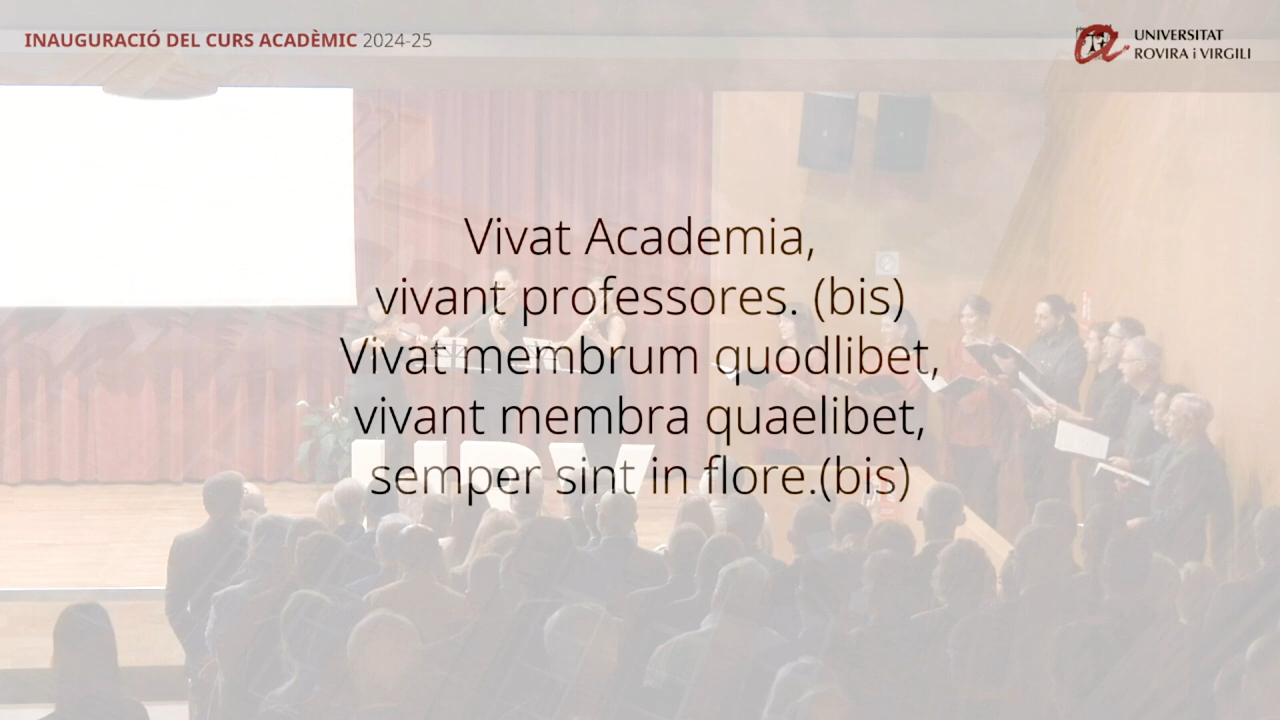 INAUGURACIÓ DEL CURS ACADÈMIC 2024-25
UNIVERSITAT
ROVIRA i VIRGILI
Vivat Academia,
vivant professores. (bis)
Vivat membrum quodlibet,
vivant membra quaelibet,
semper sint in flore.(bis)
URV